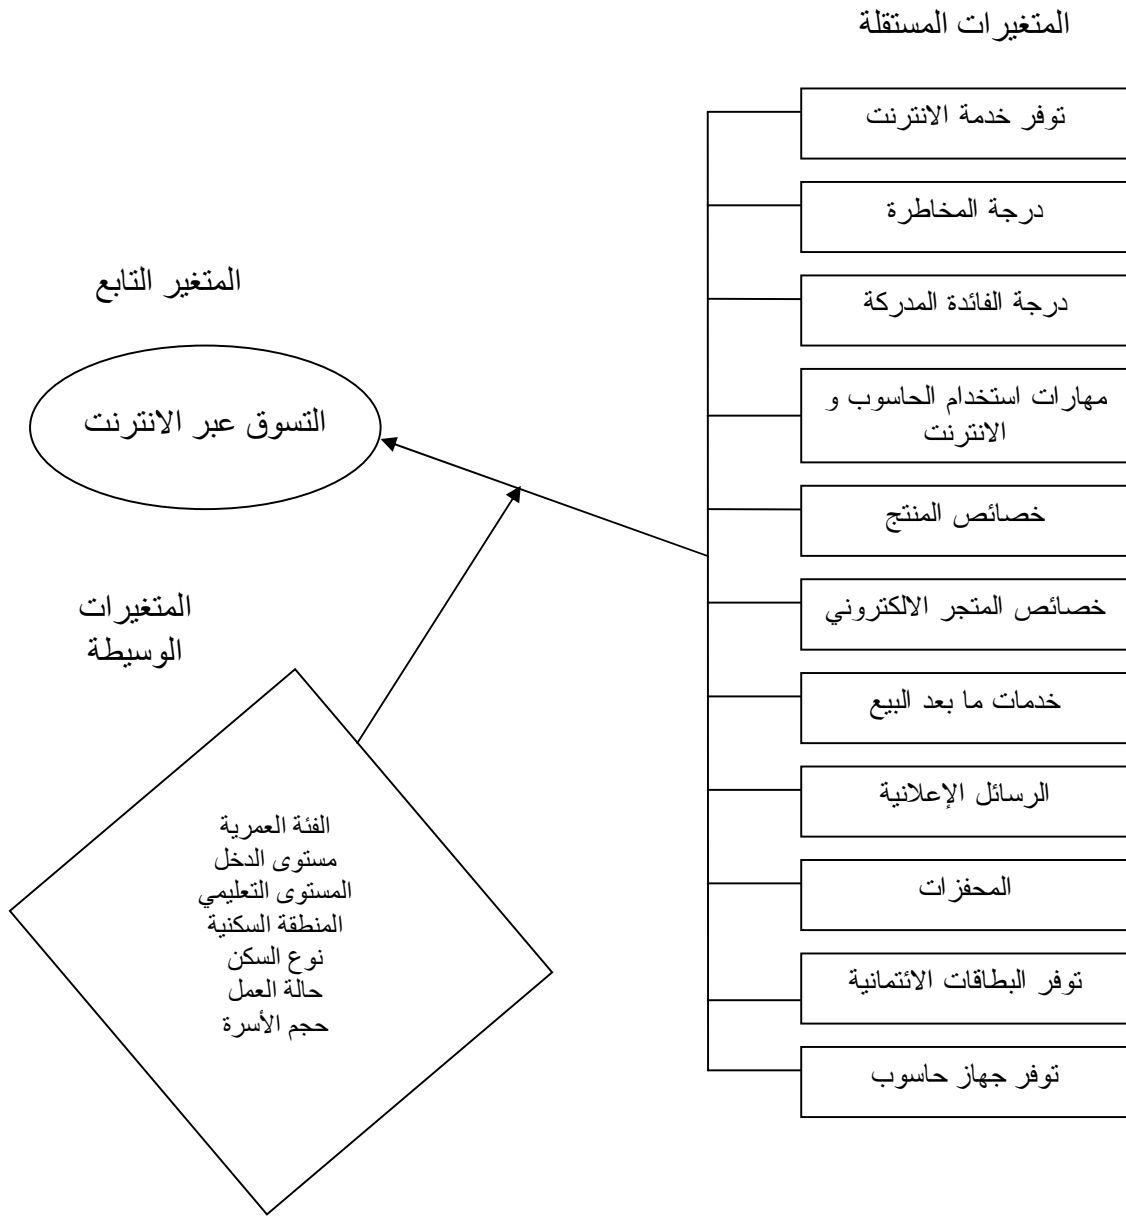 المتغيرات المستقلة
توفر خدمة الانترنت
درجة المخاطرة
درجة الفائدة المدركة
مهارات استخدام الحاسوب و
الانترنت
خصائص المنتج
خصائص المتجر الالكتروني
خدمات ما بعد البيع
الرسائل الإعلانية
المحفزات
توفر البطاقات الائتمانية
توفر جهاز حاسوب
المتغير التابع
التسوق عبر الانترنت
المتغيرات
الوسيطة
الفئة العمرية
مستوى الدخل
المستوى التعليمي
المنطقة السكنية
نوع السكن
حالة العمل
حجم الأسرة